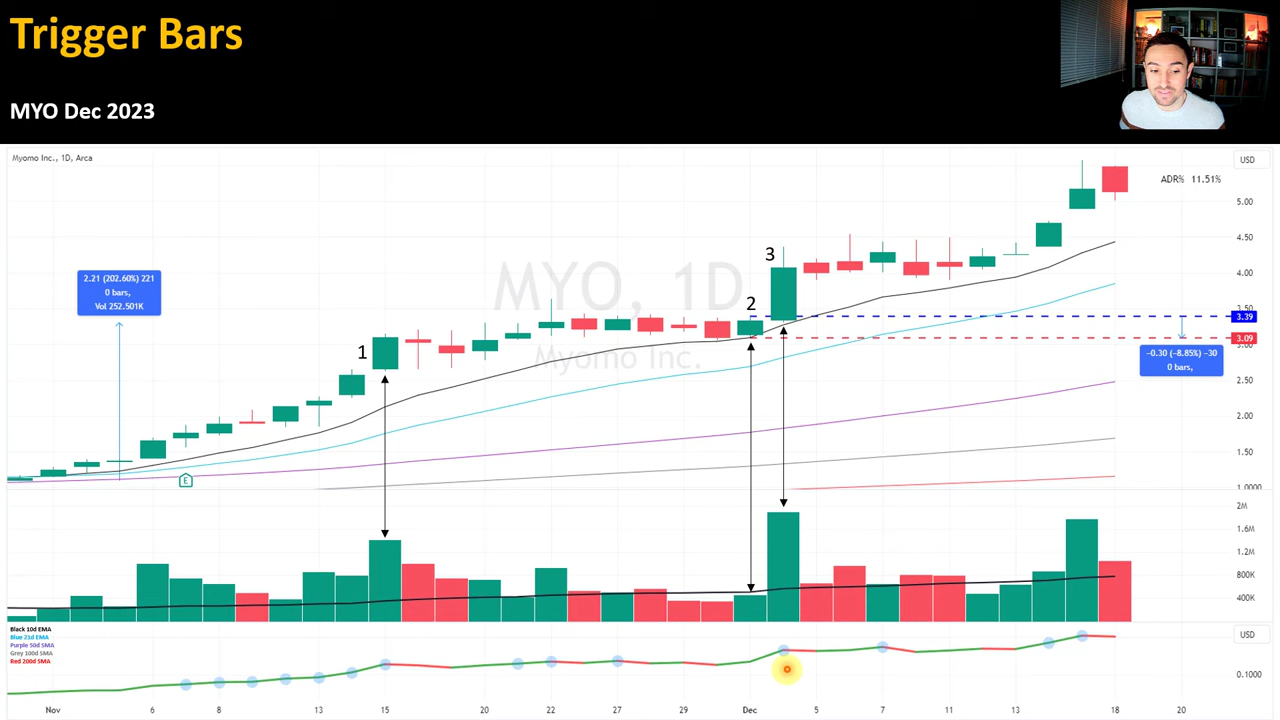 Trigger Bars
MYO Dec 2023
Myomo Inc., 1D, Arca
USD
ADR% 11.51%
5.00
4.50
4.00
3.50
3.39
3.09
3.00
2.50
2.00
1.50
1.0000
MYO, 1D
Myomo Inc.
2.21 (202.60%) 221
0 bars,
Vol 252.501K
1
2
3
−0.30 (−8.85%) −30
0 bars,
E
2M
1.6M
1.2M
800K
400K
Black 10d EMA
Blue 21d EMA
Purple 50d SMA
Grey 100d SMA
Red 200d SMA
USD
0.1000
Nov 6 8 13 15 20 22 27 29 Dec 5 7 11 13 18 20